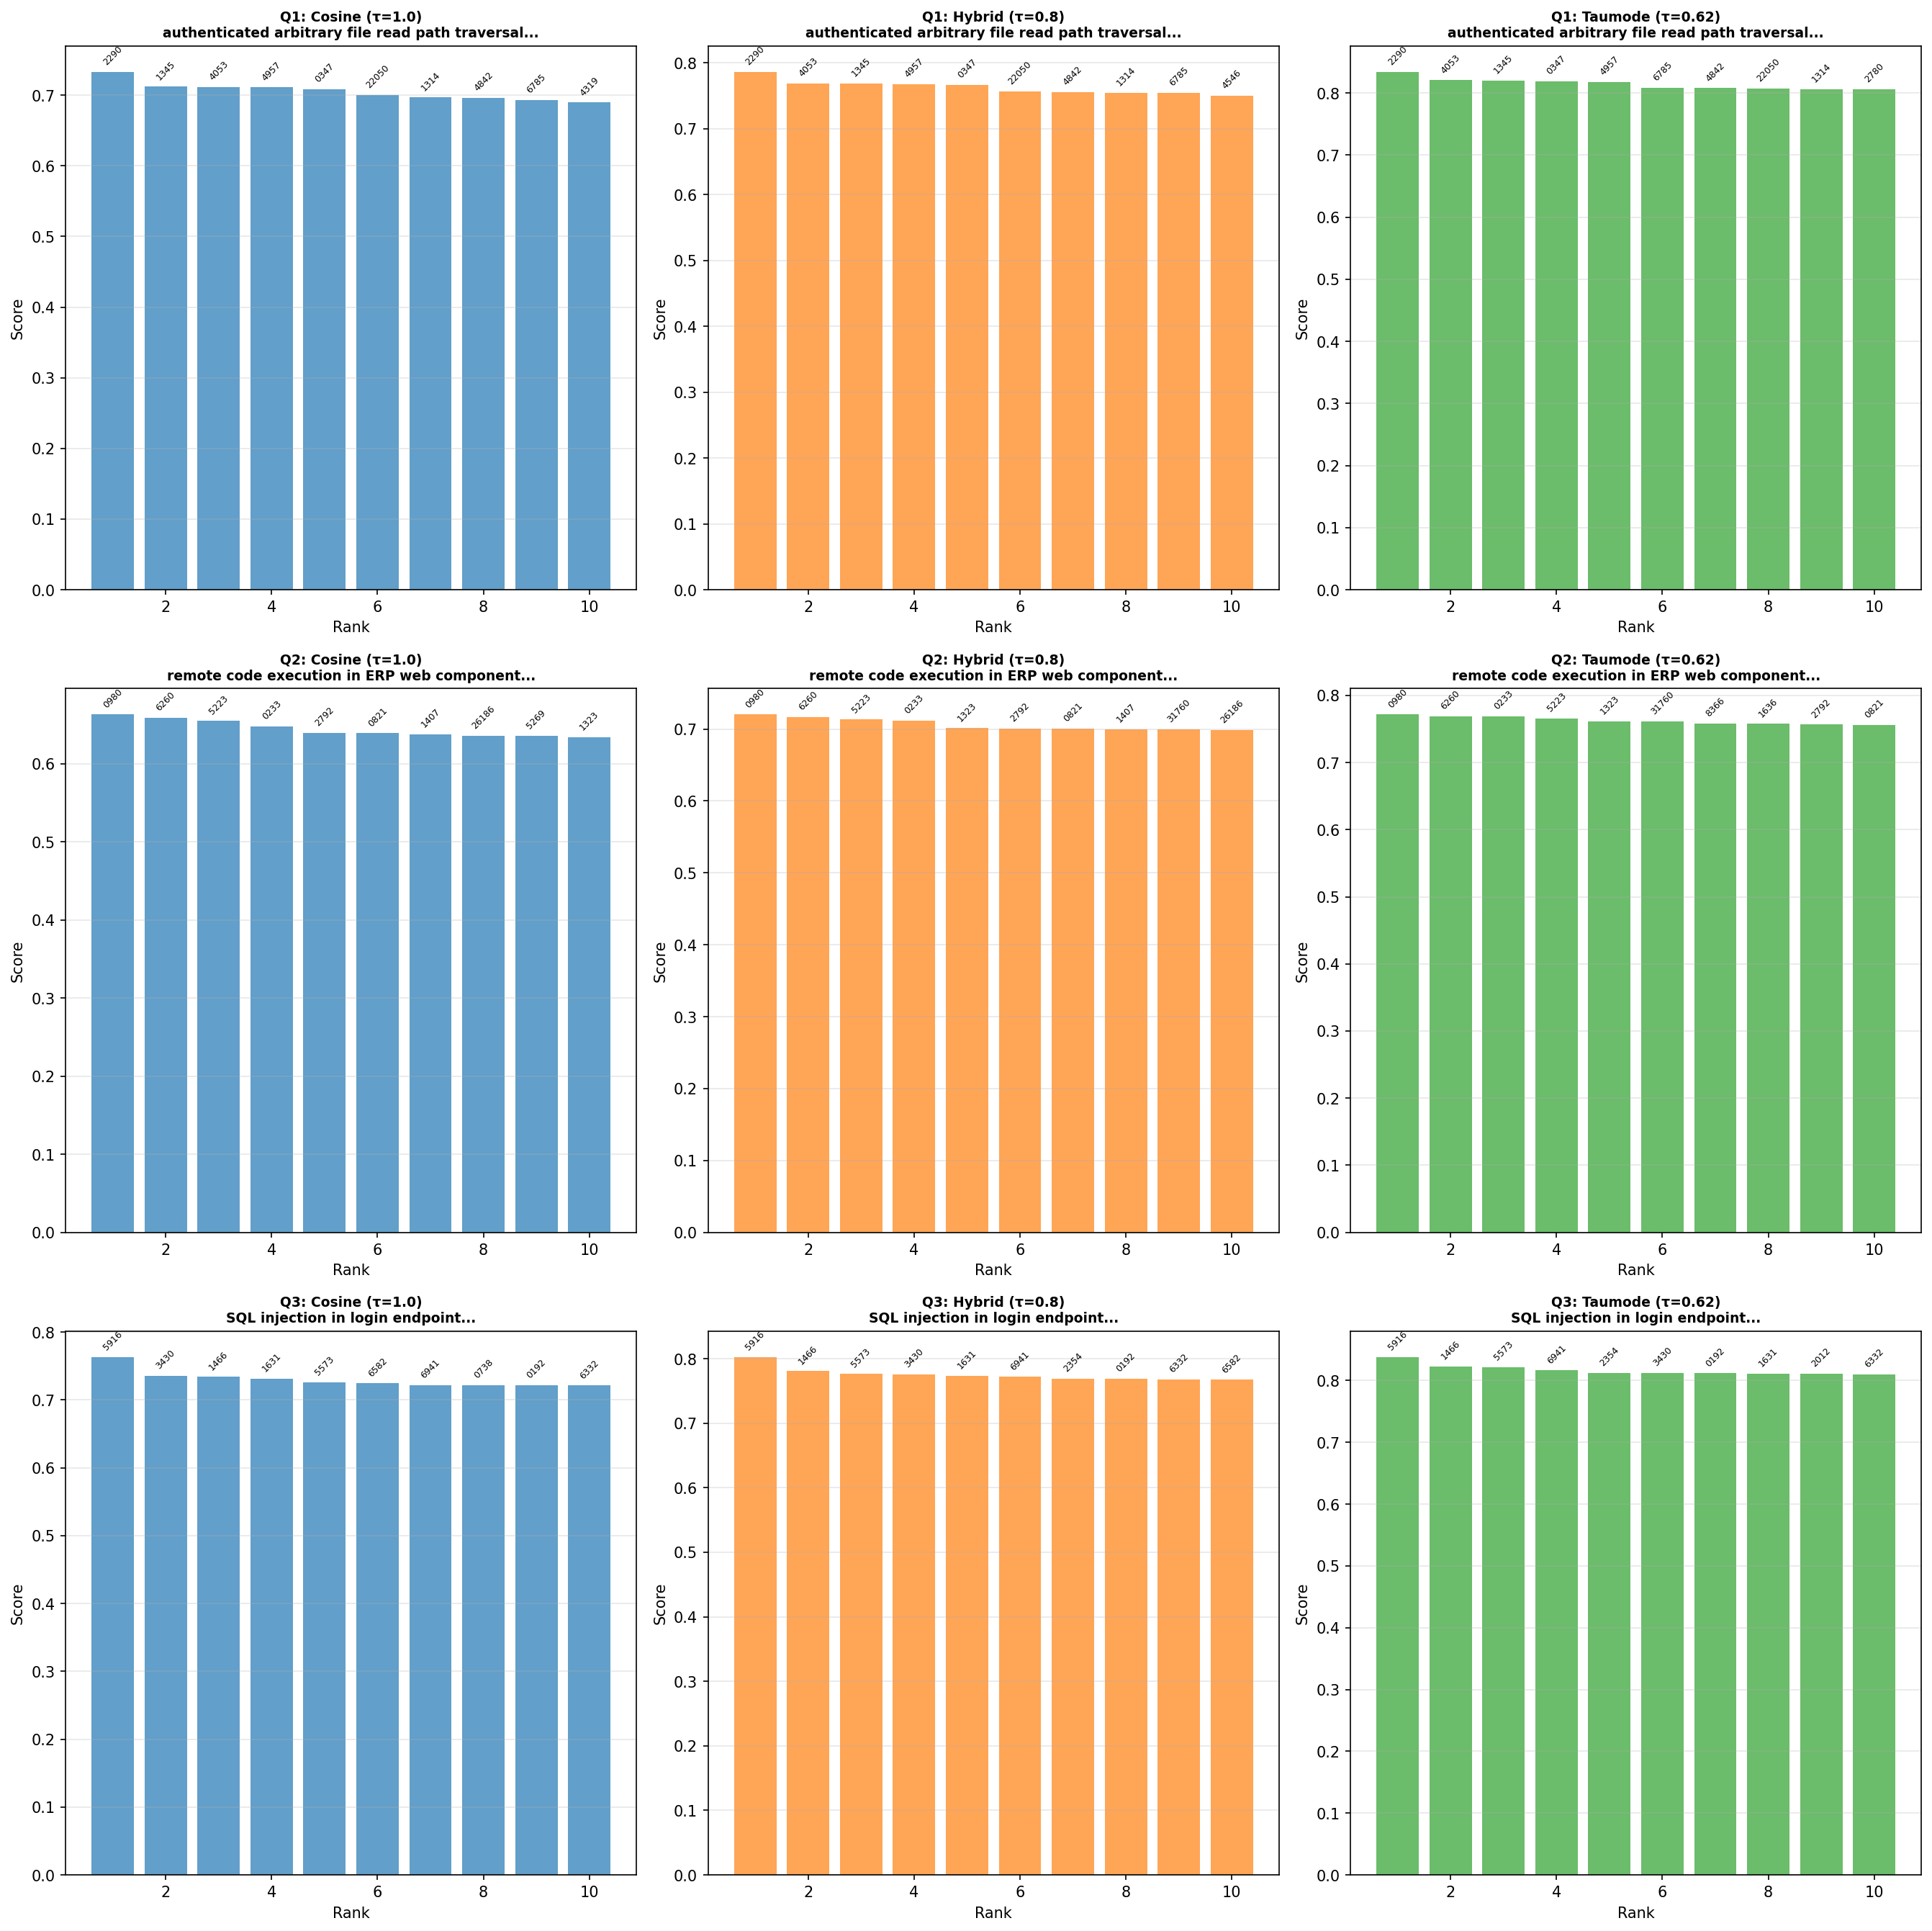 Q1: Cosine (τ=1.0)
authenticated arbitrary file read path traversal...
2290 1345 4053 4957 0347 22050 1314 4842 6785 4319
0.7
0.6
0.5
0.4
0.3
0.2
0.1
0.0
Score
2 4 6 8 10
Rank
Q1: Hybrid (τ=0.8)
authenticated arbitrary file read path traversal...
2290 4053 1345 4957 0347 22050 4842 1314 6785 4546
0.8
0.7
0.6
0.5
0.4
0.3
0.2
0.1
0.0
Score
2 4 6 8 10
Rank
Q1: Taumode (τ=0.62)
authenticated arbitrary file read path traversal...
2290 4053 1345 0347 4957 6785 4842 22050 1314 2780
0.8
0.7
0.6
0.5
0.4
0.3
0.2
0.1
0.0
Score
2 4 6 8 10
Rank
Q2: Cosine (τ=1.0)
remote code execution in ERP web component...
0980 6260 5223 0233 2792 0821 1407 26186 5269 1323
0.6
0.5
0.4
0.3
0.2
0.1
0.0
Score
2 4 6 8 10
Rank
Q2: Hybrid (τ=0.8)
remote code execution in ERP web component...
0980 6260 5223 0233 1323 2792 0821 1407 31760 26186
0.7
0.6
0.5
0.4
0.3
0.2
0.1
0.0
Score
2 4 6 8 10
Rank
Q2: Taumode (τ=0.62)
remote code execution in ERP web component...
0980 6260 0233 5223 1323 31760 8366 1636 2792 0821
0.8
0.7
0.6
0.5
0.4
0.3
0.2
0.1
0.0
Score
2 4 6 8 10
Rank
Q3: Cosine (τ=1.0)
SQL injection in login endpoint...
5916 3430 1466 1631 5573 6582 6941 0738 0192 6332
0.8
0.7
0.6
0.5
0.4
0.3
0.2
0.1
0.0
Score
2 4 6 8 10
Rank
Q3: Hybrid (τ=0.8)
SQL injection in login endpoint...
5916 1466 5573 3430 1631 6941 2354 0192 6332 6582
0.8
0.7
0.6
0.5
0.4
0.3
0.2
0.1
0.0
Score
2 4 6 8 10
Rank
Q3: Taumode (τ=0.62)
SQL injection in login endpoint...
5916 1466 5573 6941 2354 3430 0192 1631 2012 6332
0.8
0.7
0.6
0.5
0.4
0.3
0.2
0.1
0.0
Score
2 4 6 8 10
Rank